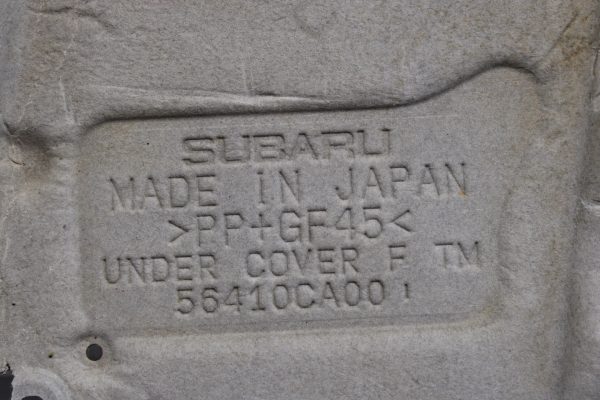 SUBARU
MADE IN JAPAN
>PP+GF45<
UNDER COVER F TM
56410CA00 1